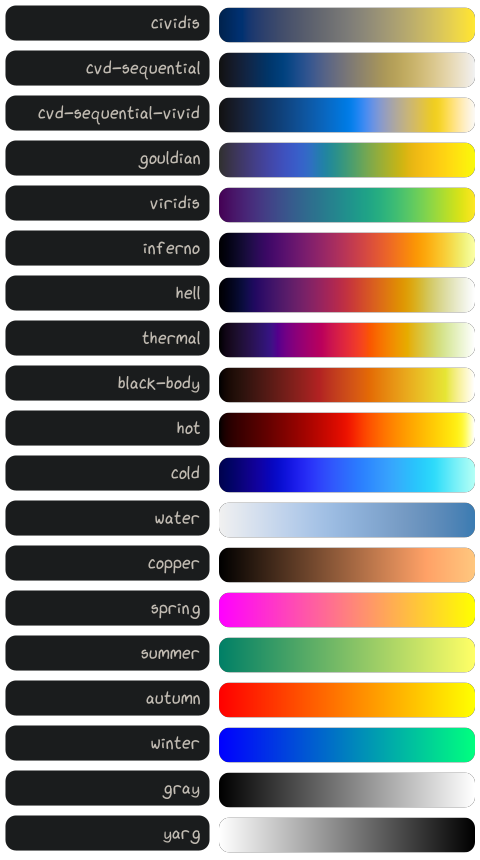 cividis
cvd-sequential
cvd-sequential-vivid
gouldian
viridis
inferno
hell
thermal
black-body
hot
cold
water
copper
spring
summer
autumn
winter
gray
yarg